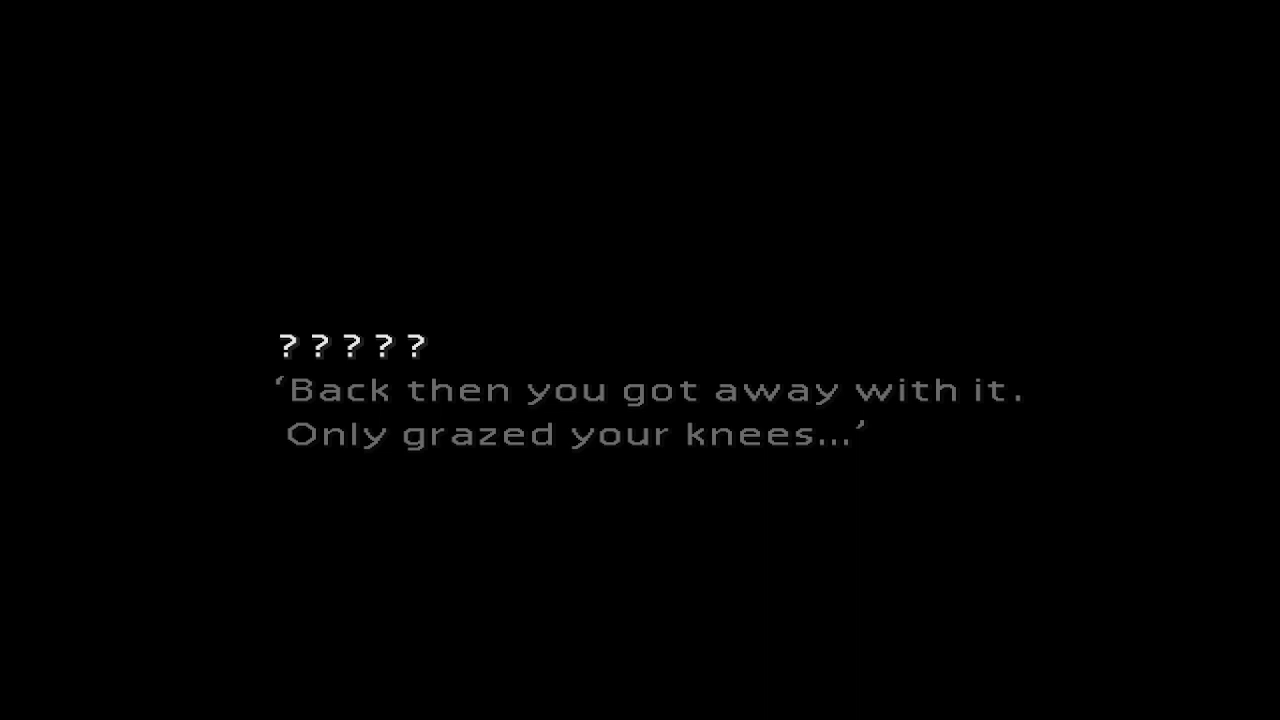 ? ? ? ? ?
‘Back then you got away with it.
Only grazed your knees...’